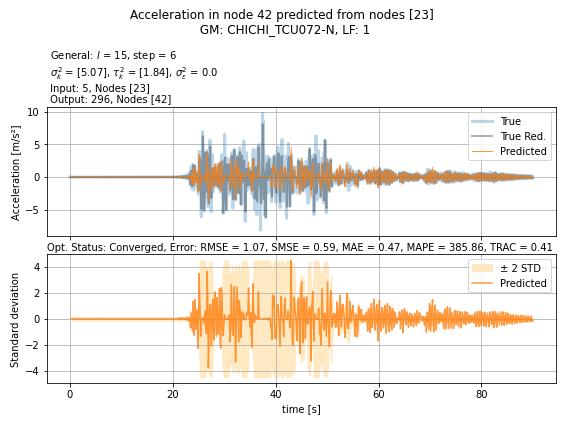 Acceleration in node 42 predicted from nodes [23]
GM: CHICHI_TCU072-N, LF: 1
General: l = 15, step = 6
σ²ₖ = [5.07], τ²ₖ = [1.84], σ²ε = 0.0
Input: 5, Nodes [23]
Output: 296, Nodes [42]
10
5
0
−5
Acceleration [m/s²]
True
True Red.
Predicted
Opt. Status: Converged, Error: RMSE = 1.07, SMSE = 0.59, MAE = 0.47, MAPE = 385.86, TRAC = 0.41
4
2
0
−2
−4
Standard deviation
± 2 STD
Predicted
0 20 40 60 80
time [s]